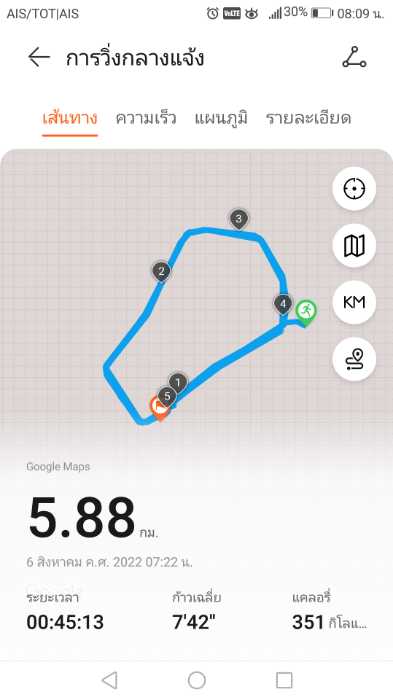 AIS/TOT|AIS VoLTE 30% 08:09 น.
การวิ่งกลางแจ้ง
เส้นทาง ความเร็ว แผนภูมิ รายละเอียด
3
2
4
KM
1
5
Google Maps
5.88 กม.
6 สิงหาคม ค.ศ. 2022 07:22 น.
ระยะเวลา ก้าวเฉลี่ย แคลอรี่
00:45:13 7'42" 351 กิโลแ...